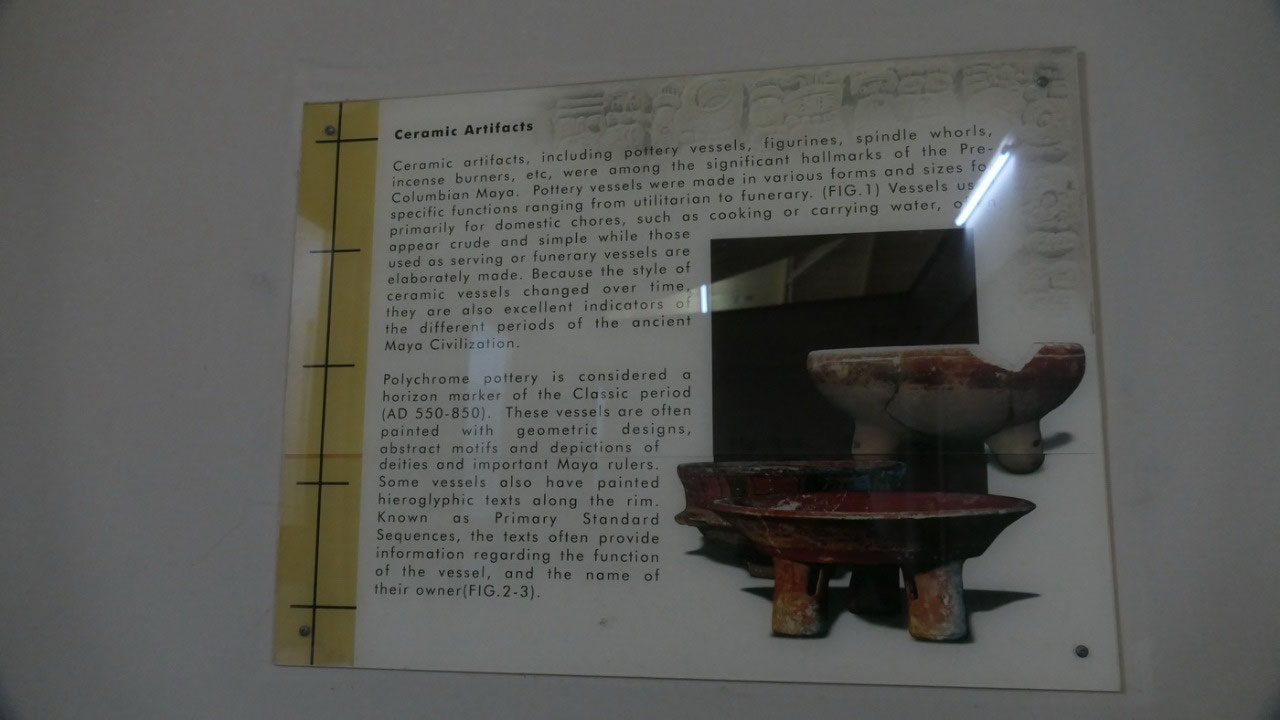 Ceramic Artifacts
Ceramic artifacts, including pottery vessels, figurines, spindle whorls,
incense burners, etc, were among the significant hallmarks of the Pre-
Columbian Maya. Pottery vessels were made in various forms and sizes
specific functions ranging from utilitarian to funerary. (FIG.1) Vessels
primarily for domestic chores, such as cooking or carrying water,
appear crude and simple while those
used as serving or funerary vessels are
elaborately made. Because the style of
ceramic vessels changed over time,
they are also excellent indicators of
the different periods of the ancient
Maya Civilization.
Polychrome pottery is considered a
horizon marker of the Classic period
(AD 550-850). These vessels are often
painted with geometric designs,
abstract motifs and depictions of
deities and important Maya rulers.
Some vessels also have painted
hieroglyphic texts along the rim.
Known as Primary Standard
Sequences, the texts often provide
information regarding the function
of the vessel, and the name of
their owner(FIG.2-3).